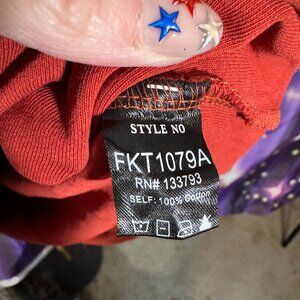 STYLE NO
FKT1079A
RN# 133793
SELF: 100% Cotton